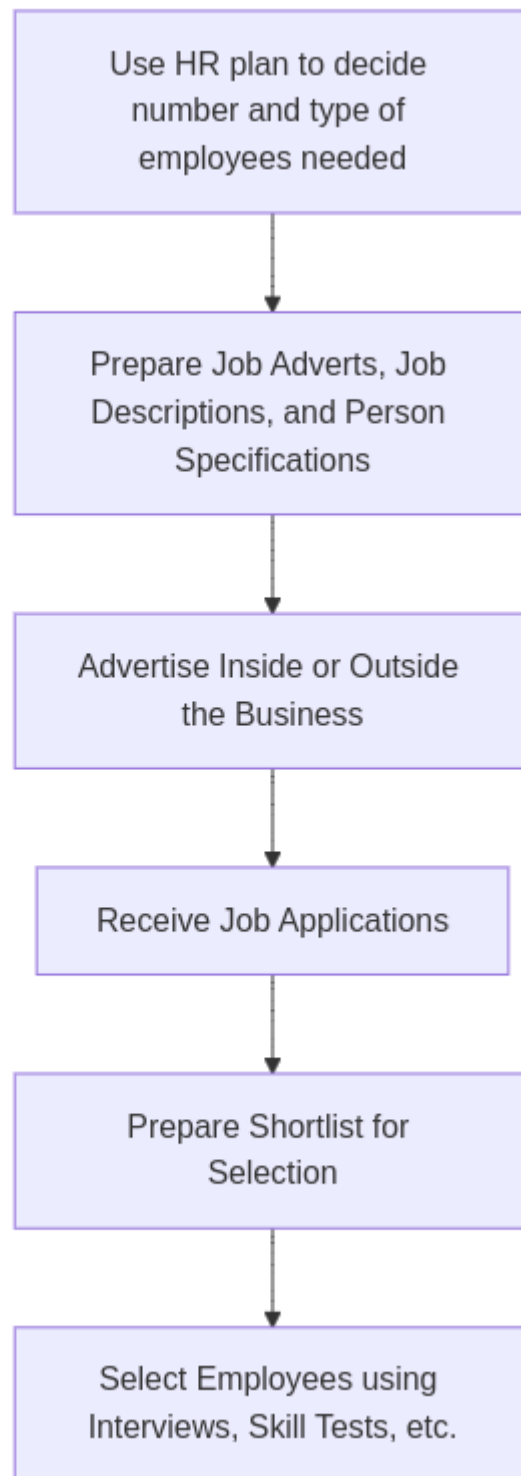 Use HR plan to decide
number and type of
employees needed
Prepare Job Adverts, Job
Descriptions, and Person
Specifications
Advertise Inside or Outside
the Business
Receive Job Applications
Prepare Shortlist for
Selection
Select Employees using
Interviews, Skill Tests, etc.